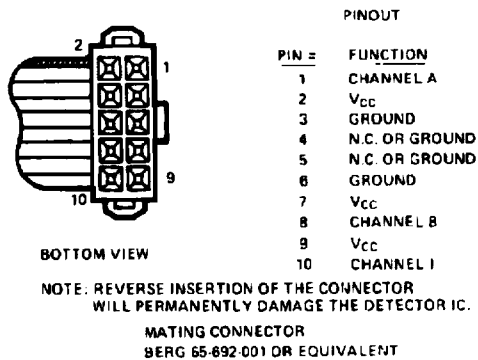 PINOUT
PIN = FUNCTION
1 CHANNEL A
2 VCC
3 GROUND
4 N.C. OR GROUND
5 N.C. OR GROUND
6 GROUND
7 VCC
8 CHANNEL B
9 VCC
10 CHANNEL I
2
1
9
10
BOTTOM VIEW
NOTE: REVERSE INSERTION OF THE CONNECTOR
WILL PERMANENTLY DAMAGE THE DETECTOR IC.
MATING CONNECTOR
BERG 65-692-001 OR EQUIVALENT